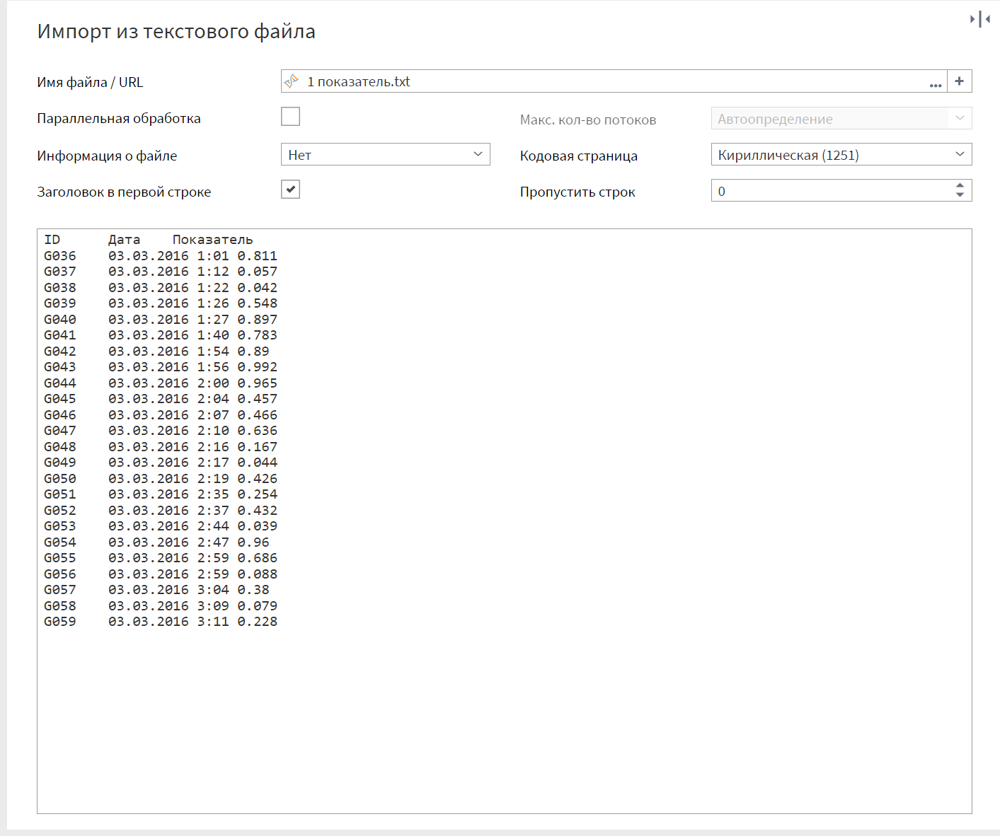 Импорт из текстового файла
Имя файла / URL 1 показатель.txt ... +
Параллельная обработка Макс. кол-во потоков Автоопределение
Информация о файле Нет Кодовая страница Кириллическая (1251)
Заголовок в первой строке Пропустить строк 0
ID Дата Показатель
G036 03.03.2016 1:01 0.811
G037 03.03.2016 1:12 0.057
G038 03.03.2016 1:22 0.042
G039 03.03.2016 1:26 0.548
G040 03.03.2016 1:27 0.897
G041 03.03.2016 1:40 0.783
G042 03.03.2016 1:54 0.89
G043 03.03.2016 1:56 0.992
G044 03.03.2016 2:00 0.965
G045 03.03.2016 2:04 0.457
G046 03.03.2016 2:07 0.466
G047 03.03.2016 2:10 0.636
G048 03.03.2016 2:16 0.167
G049 03.03.2016 2:17 0.044
G050 03.03.2016 2:19 0.426
G051 03.03.2016 2:35 0.254
G052 03.03.2016 2:37 0.432
G053 03.03.2016 2:44 0.039
G054 03.03.2016 2:47 0.96
G055 03.03.2016 2:59 0.686
G056 03.03.2016 2:59 0.088
G057 03.03.2016 3:04 0.38
G058 03.03.2016 3:09 0.079
G059 03.03.2016 3:11 0.228